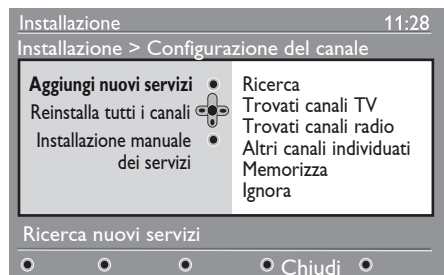 Installazione 11:28
Installazione > Configurazione del canale
Aggiungi nuovi servizi
Reinstalla tutti i canali
Installazione manuale
dei servizi
Ricerca
Trovati canali TV
Trovati canali radio
Altri canali individuati
Memorizza
Ignora
Ricerca nuovi servizi
Chiudi